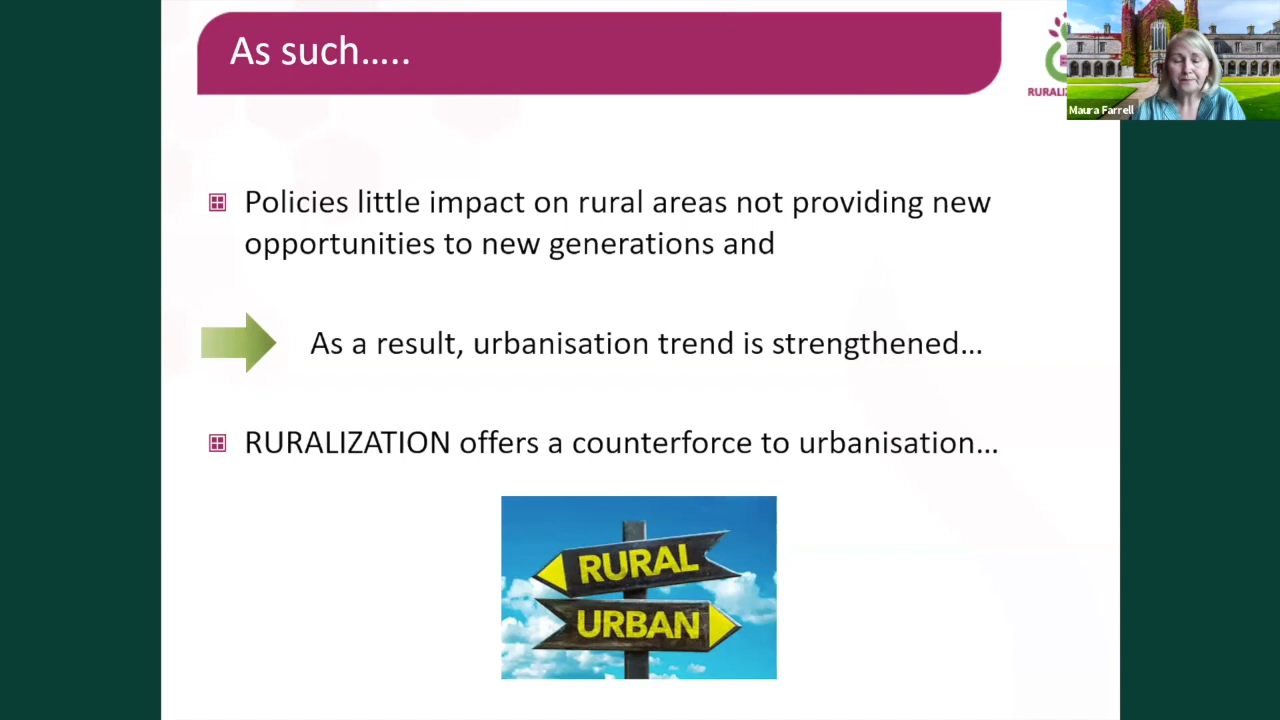 As such…..
RURALIZ
Maura Farrell
Policies little impact on rural areas not providing new
opportunities to new generations and
As a result, urbanisation trend is strengthened…
RURALIZATION offers a counterforce to urbanisation…
RURAL
URBAN